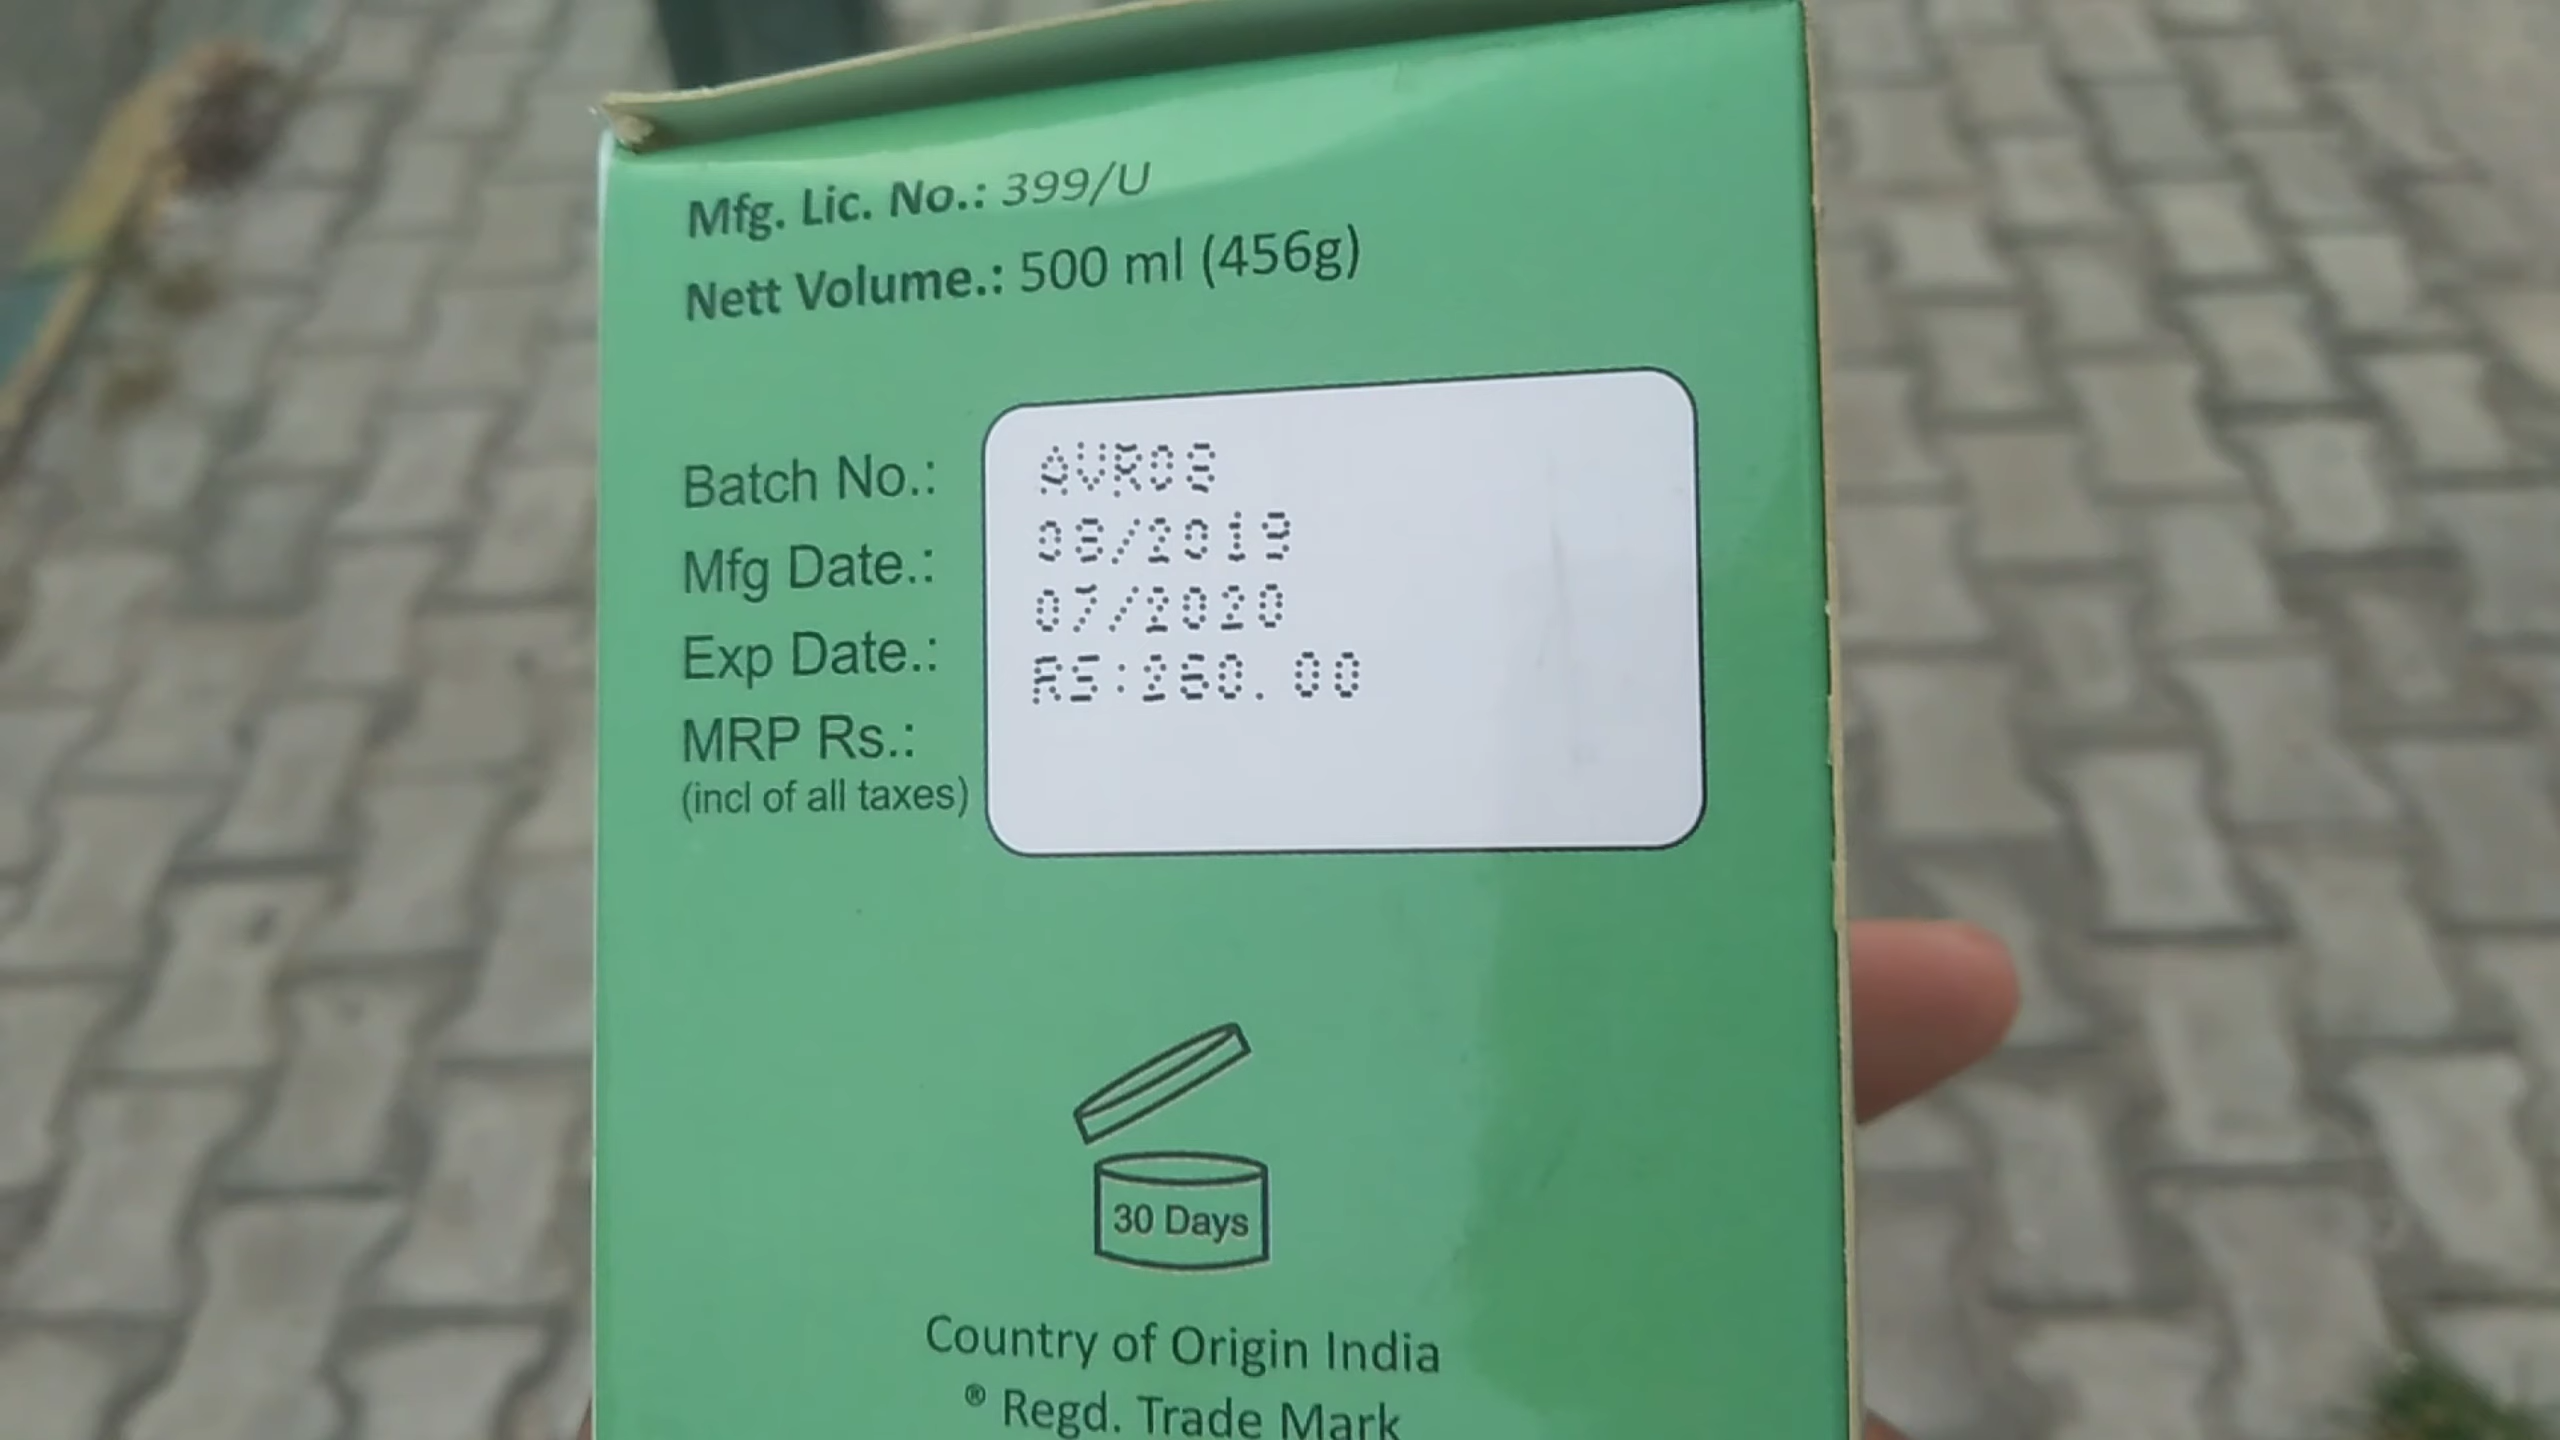 Mfg. Lic. No.: 399/U
Nett Volume.: 500 ml (456g)
Batch No.: AVR08
Mfg Date.: 08/2019
Exp Date.: 07/2020
MRP Rs.: RS:260.00
(incl of all taxes)
30 Days
Country of Origin India
® Regd. Trade Mark